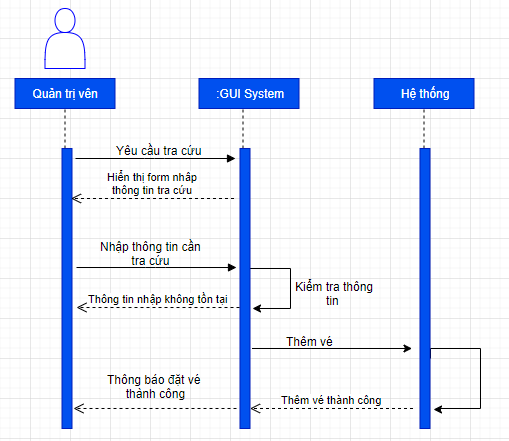 Quản trị vên
:GUI System
Hệ thống
Yêu cầu tra cứu
Hiển thị form nhâp
thông tin tra cứu
Nhập thông tin cần
tra cứu
Kiểm tra thông
tin
Thông tin nhập không tồn tại
Thêm vé
Thông báo đặt vé
thành công
Thêm vé thành công